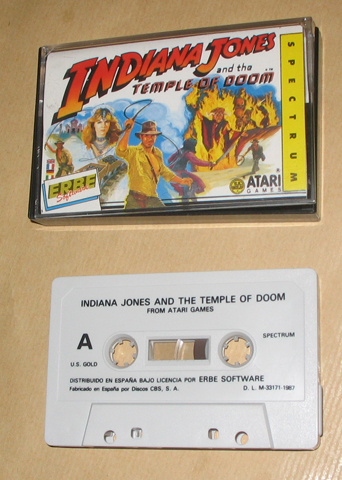 INDIANA JONES
and the
TEMPLE OF DOOM
SPECTRUM
ERBE
Software
ATARI
GAMES
INDIANA JONES AND THE TEMPLE OF DOOM
FROM ATARI GAMES
A
SPECTRUM
U.S. GOLD
DISTRIBUIDO EN ESPAÑA BAJO LICENCIA POR ERBE SOFTWARE
Fabricado en España por Discos CBS, S. A.
D. L. M-33171-1987